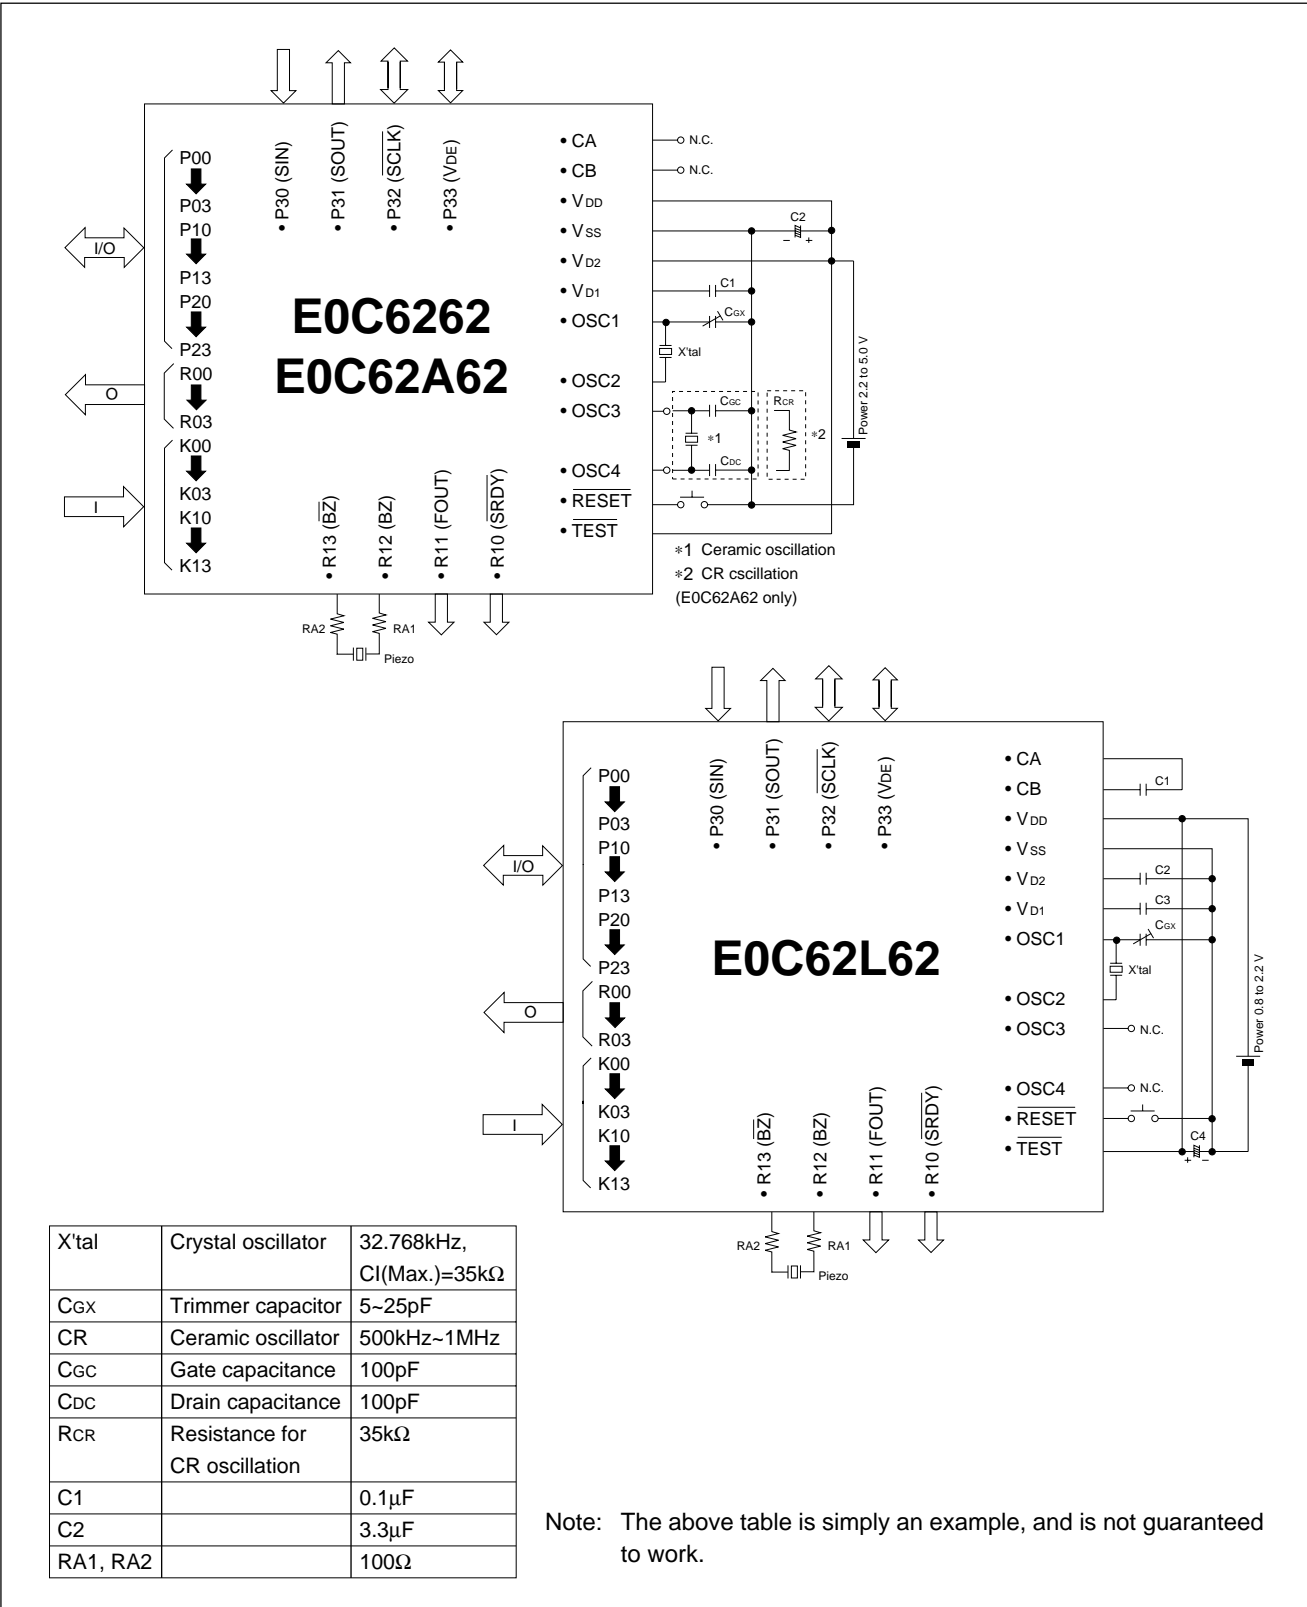 P30 (SIN)
P31 (SOUT)
P32 (SCLK)
P33 (VDE)
P00
P03
P10
P13
P20
P23
R00
R03
K00
K03
K10
K13
I/O
O
I
E0C6262
E0C62A62
CA
CB
VDD
VSS
VD2
VD1
OSC1
OSC2
OSC3
OSC4
RESET
TEST
N.C.
N.C.
C2
– +
C1
CGX
X'tal
CGC
*1
CDC
RCR
*2
Power 2.2 to 5.0 V
R13 (BZ)
R12 (BZ)
R11 (FOUT)
R10 (SRDY)
RA2
RA1
Piezo
*1 Ceramic oscillation
*2 CR cscillation
(E0C62A62 only)
P30 (SIN)
P31 (SOUT)
P32 (SCLK)
P33 (VDE)
P00
P03
P10
P13
P20
P23
R00
R03
K00
K03
K10
K13
I/O
O
I
E0C62L62
CA
CB
VDD
VSS
VD2
VD1
OSC1
OSC2
OSC3
OSC4
RESET
TEST
C1
C2
C3
CGX
X'tal
N.C.
N.C.
C4
+ –
Power 0.8 to 2.2 V
R13 (BZ)
R12 (BZ)
R11 (FOUT)
R10 (SRDY)
RA2
RA1
Piezo
X'tal Crystal oscillator 32.768kHz,
CI(Max.)=35kΩ
CGX Trimmer capacitor 5~25pF
CR Ceramic oscillator 500kHz~1MHz
CGC Gate capacitance 100pF
CDC Drain capacitance 100pF
RCR Resistance for 35kΩ
CR oscillation
C1 0.1µF
C2 3.3µF
RA1, RA2 100Ω
Note: The above table is simply an example, and is not guaranteed
to work.